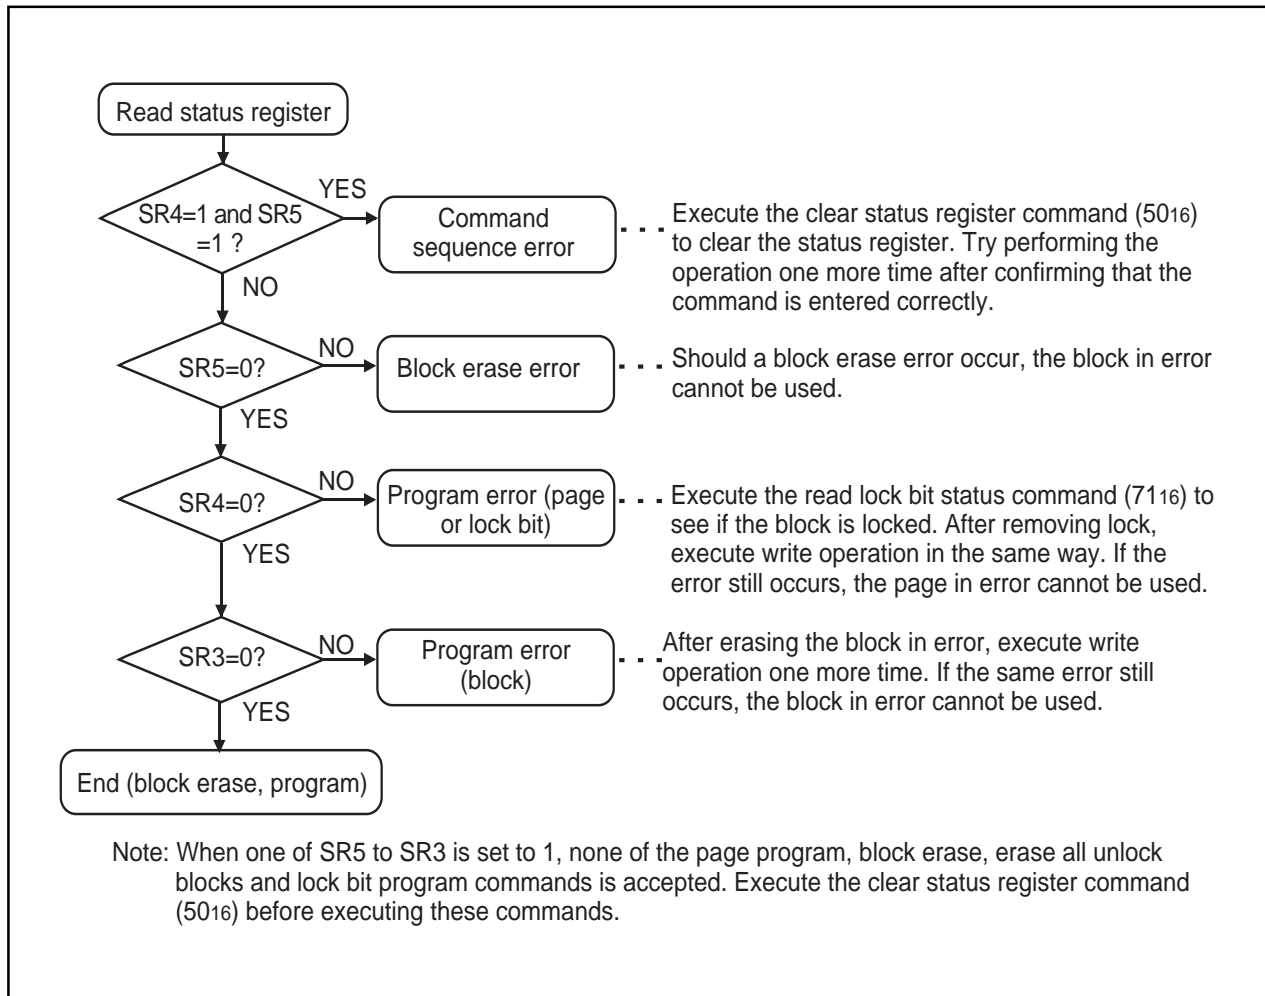 Read status register
YES
SR4=1 and SR5
=1 ?
Command
sequence error
Execute the clear status register command (5016)
to clear the status register. Try performing the
operation one more time after confirming that the
command is entered correctly.
NO
SR5=0?
NO
Block erase error
Should a block erase error occur, the block in error
cannot be used.
YES
SR4=0?
NO
Program error (page
or lock bit)
Execute the read lock bit status command (7116) to
see if the block is locked. After removing lock,
execute write operation in the same way. If the
error still occurs, the page in error cannot be used.
YES
SR3=0?
NO
Program error
(block)
After erasing the block in error, execute write
operation one more time. If the same error still
occurs, the block in error cannot be used.
YES
End (block erase, program)
Note: When one of SR5 to SR3 is set to 1, none of the page program, block erase, erase all unlock
blocks and lock bit program commands is accepted. Execute the clear status register command
(5016) before executing these commands.